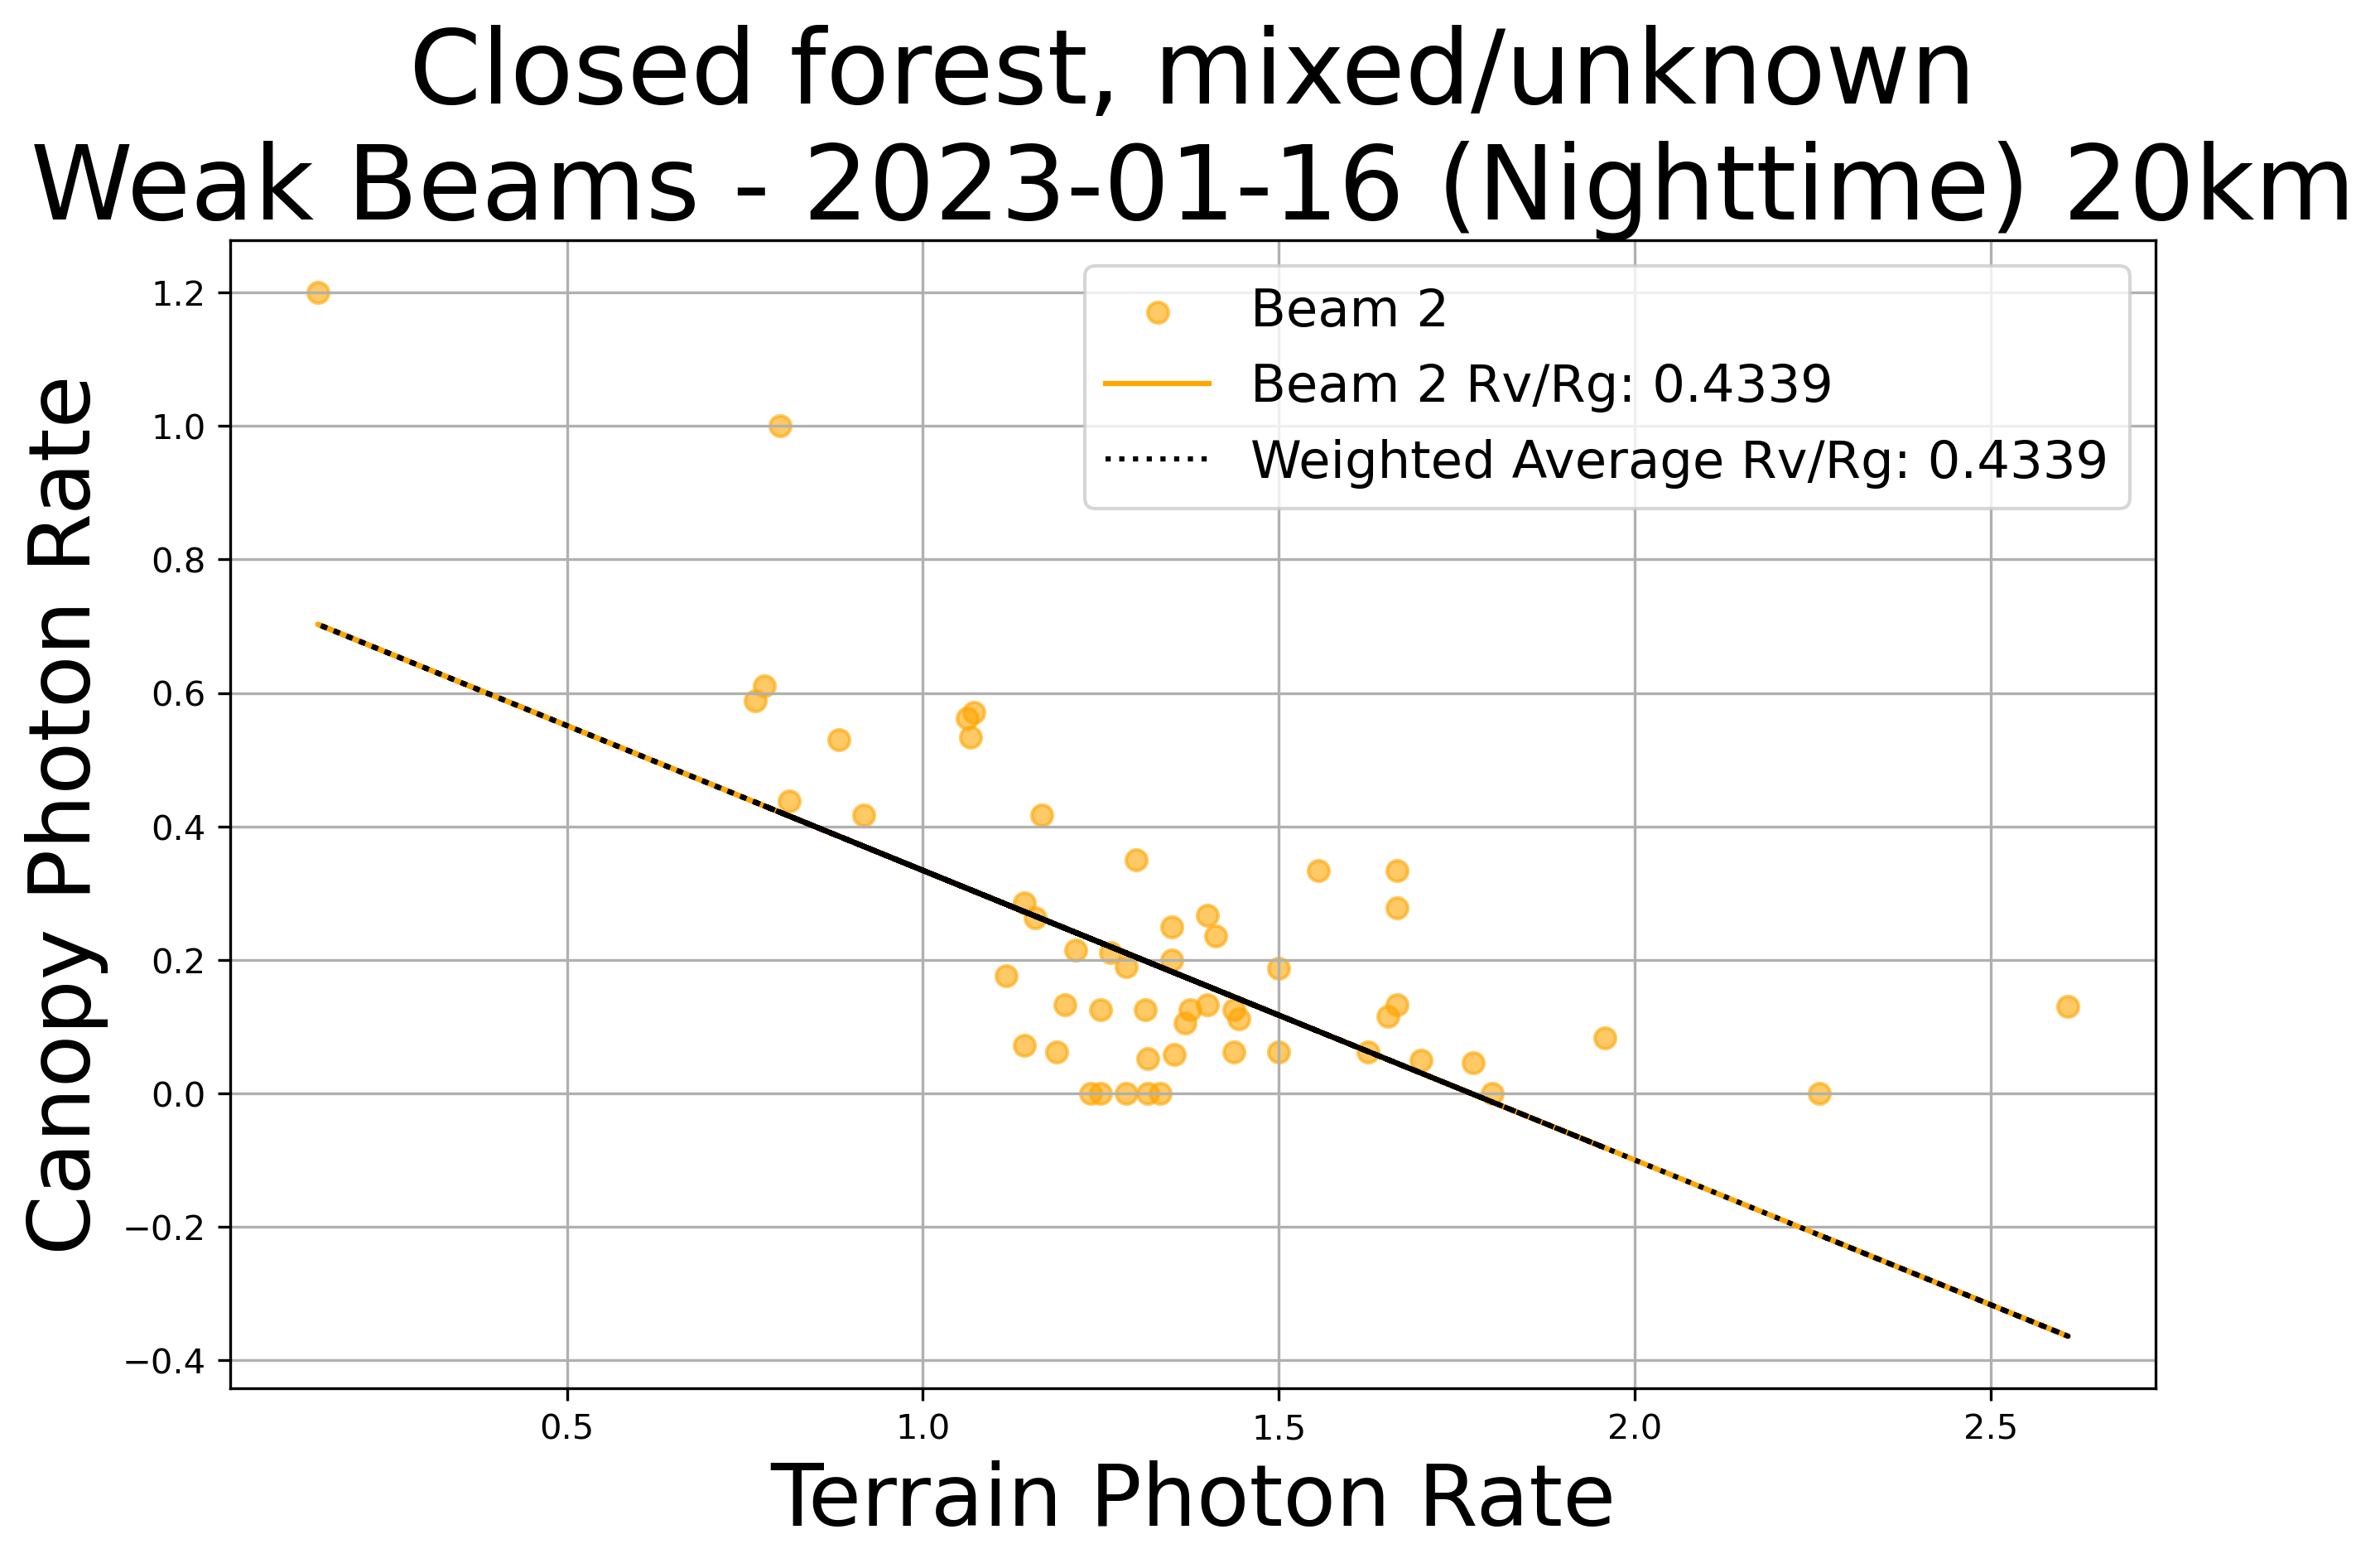 Closed forest, mixed/unknown
Weak Beams - 2023-01-16 (Nighttime) 20km
Beam 2
Beam 2 Rv/Rg: 0.4339
Weighted Average Rv/Rg: 0.4339
Canopy Photon Rate
1.2
1.0
0.8
0.6
0.4
0.2
0.0
−0.2
−0.4
0.5 1.0 1.5 2.0 2.5
Terrain Photon Rate